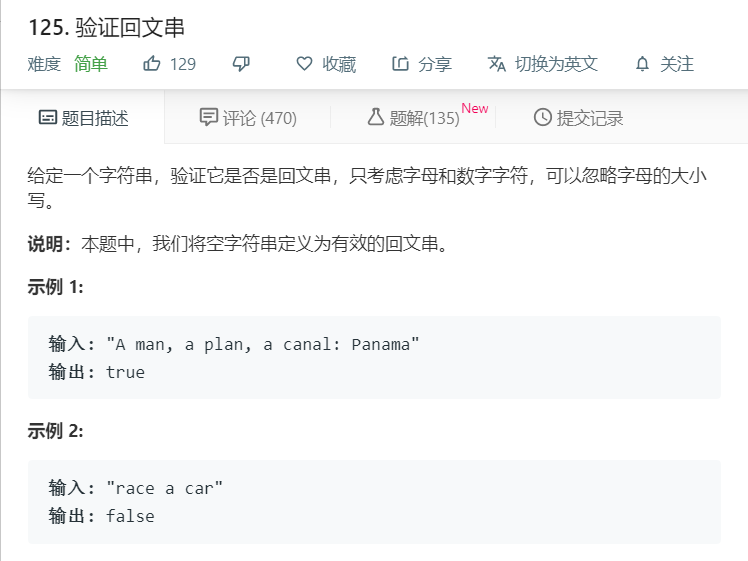 125. 验证回文串
难度 简单 129 收藏 分享 切换为英文 关注
题目描述 评论 (470) 题解(135) New 提交记录
给定一个字符串，验证它是否是回文串，只考虑字母和数字字符，可以忽略字母的大小
写。
说明：本题中，我们将空字符串定义为有效的回文串。
示例 1:
输入: "A man, a plan, a canal: Panama"
输出: true
示例 2:
输入: "race a car"
输出: false